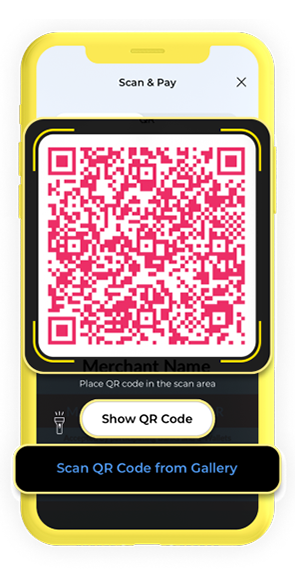 Scan & Pay
Merchant Name
Place QR code in the scan area
Show QR Code
Scan QR Code from Gallery